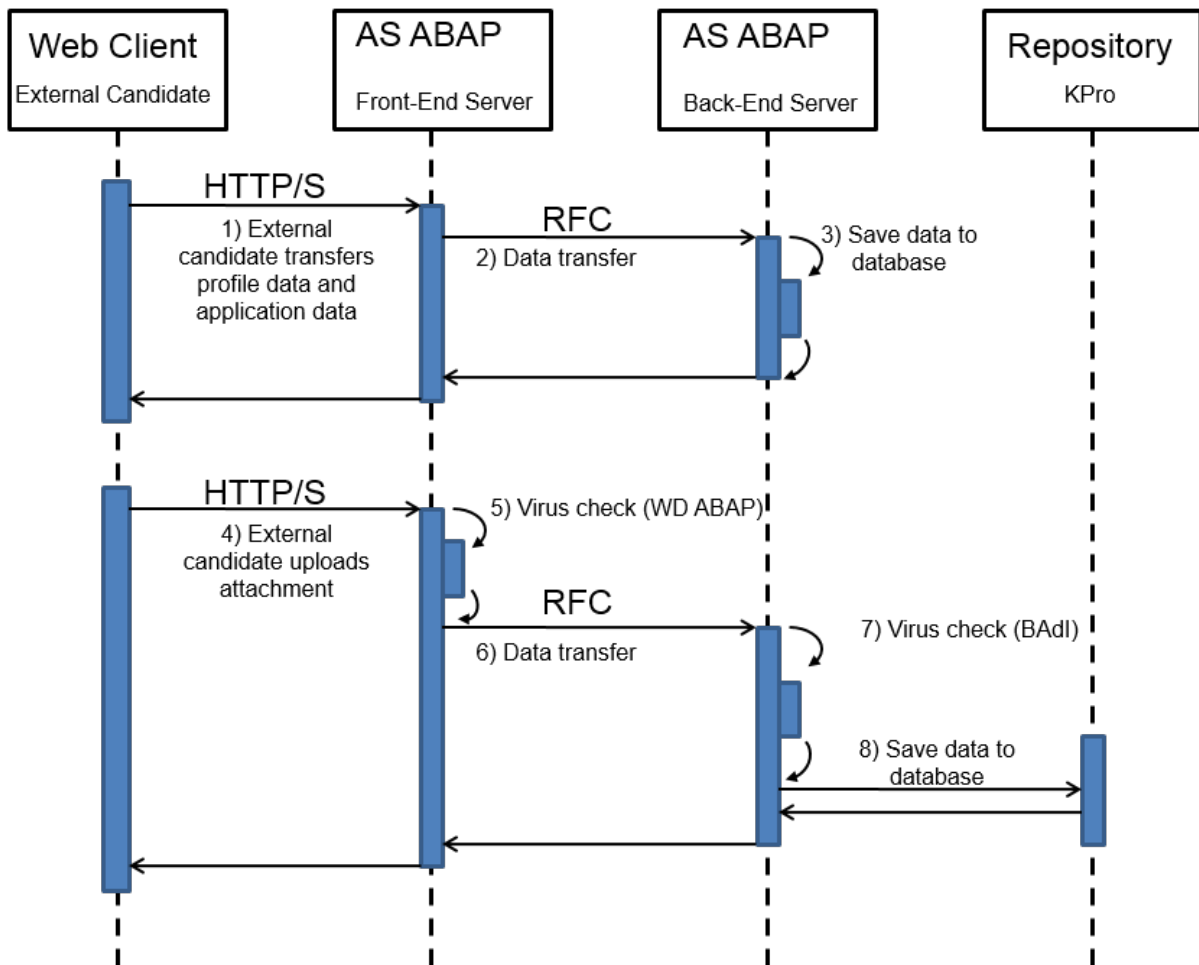 Web Client
External Candidate
AS ABAP
Front-End Server
AS ABAP
Back-End Server
Repository
KPro
HTTP/S
1) External
candidate transfers
profile data and
application data
RFC
2) Data transfer
3) Save data to
database
HTTP/S
4) External
candidate uploads
attachment
5) Virus check (WD ABAP)
RFC
6) Data transfer
7) Virus check (BAdI)
8) Save data to
database